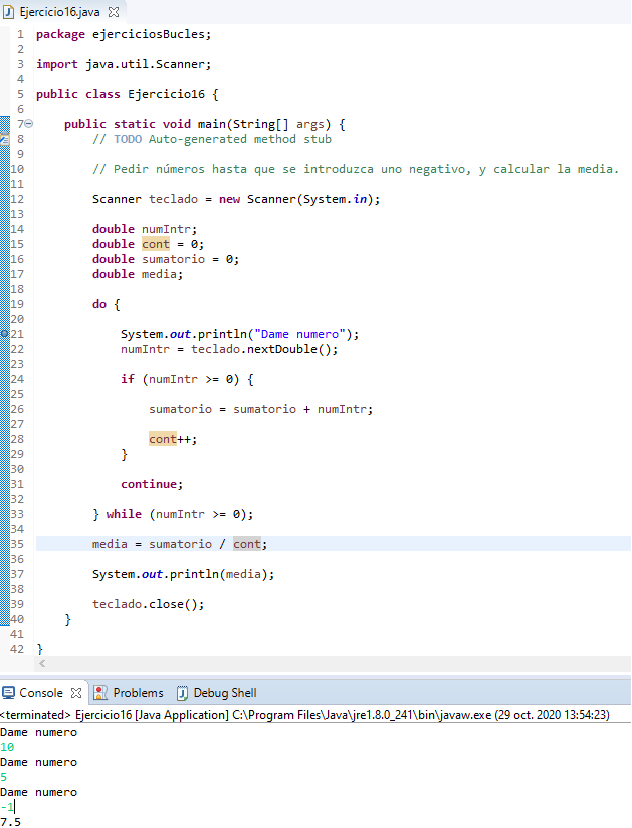 Ejercicio16.java
1 package ejerciciosBucles;
2
3 import java.util.Scanner;
4
5 public class Ejercicio16 {
6
7 public static void main(String[] args) {
8 // TODO Auto-generated method stub
9
10 // Pedir números hasta que se introduzca uno negativo, y calcular la media.
11
12 Scanner teclado = new Scanner(System.in);
13
14 double numIntr;
15 double cont = 0;
16 double sumatorio = 0;
17 double media;
18
19 do {
20
21 System.out.println("Dame numero");
22 numIntr = teclado.nextDouble();
23
24 if (numIntr >= 0) {
25
26 sumatorio = sumatorio + numIntr;
27
28 cont++;
29 }
30
31 continue;
32
33 } while (numIntr >= 0);
34
35 media = sumatorio / cont;
36
37 System.out.println(media);
38
39 teclado.close();
40 }
41
42 }
Console Problems Debug Shell
<terminated> Ejercicio16 [Java Application] C:\Program Files\Java\jre1.8.0_241\bin\javaw.exe (29 oct. 2020 13:54:23)
Dame numero
10
Dame numero
5
Dame numero
-1
7.5